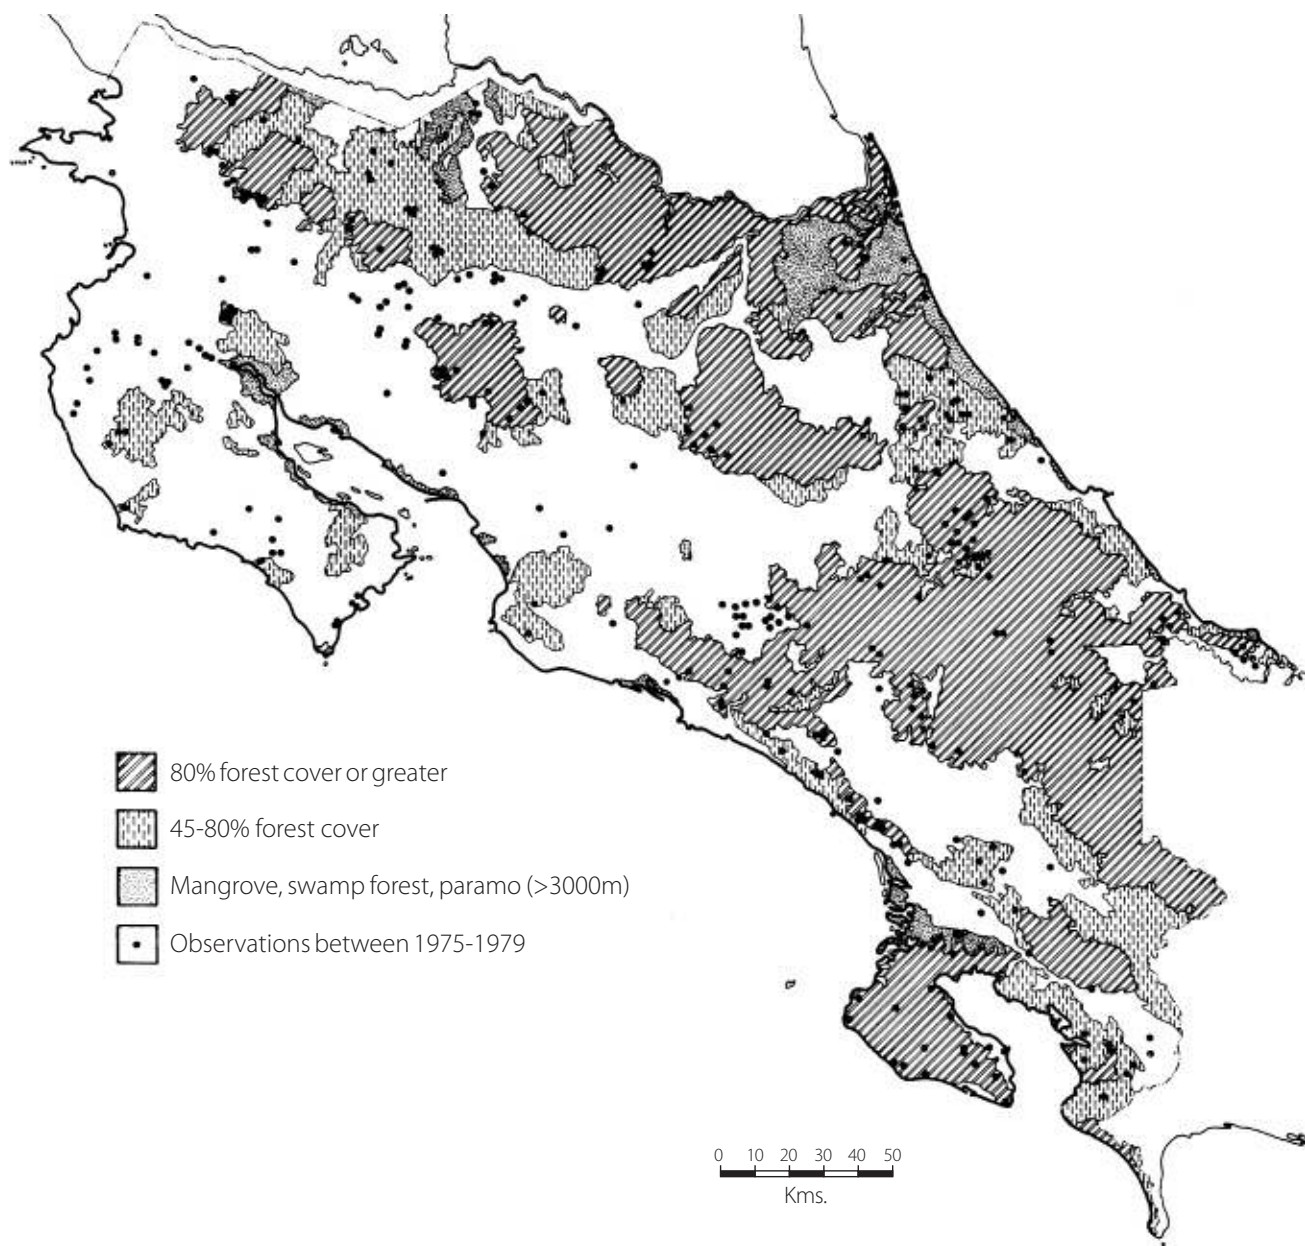 80% forest cover or greater
45-80% forest cover
Mangrove, swamp forest, paramo (>3000m)
Observations between 1975-1979
0 10 20 30 40 50
Kms.